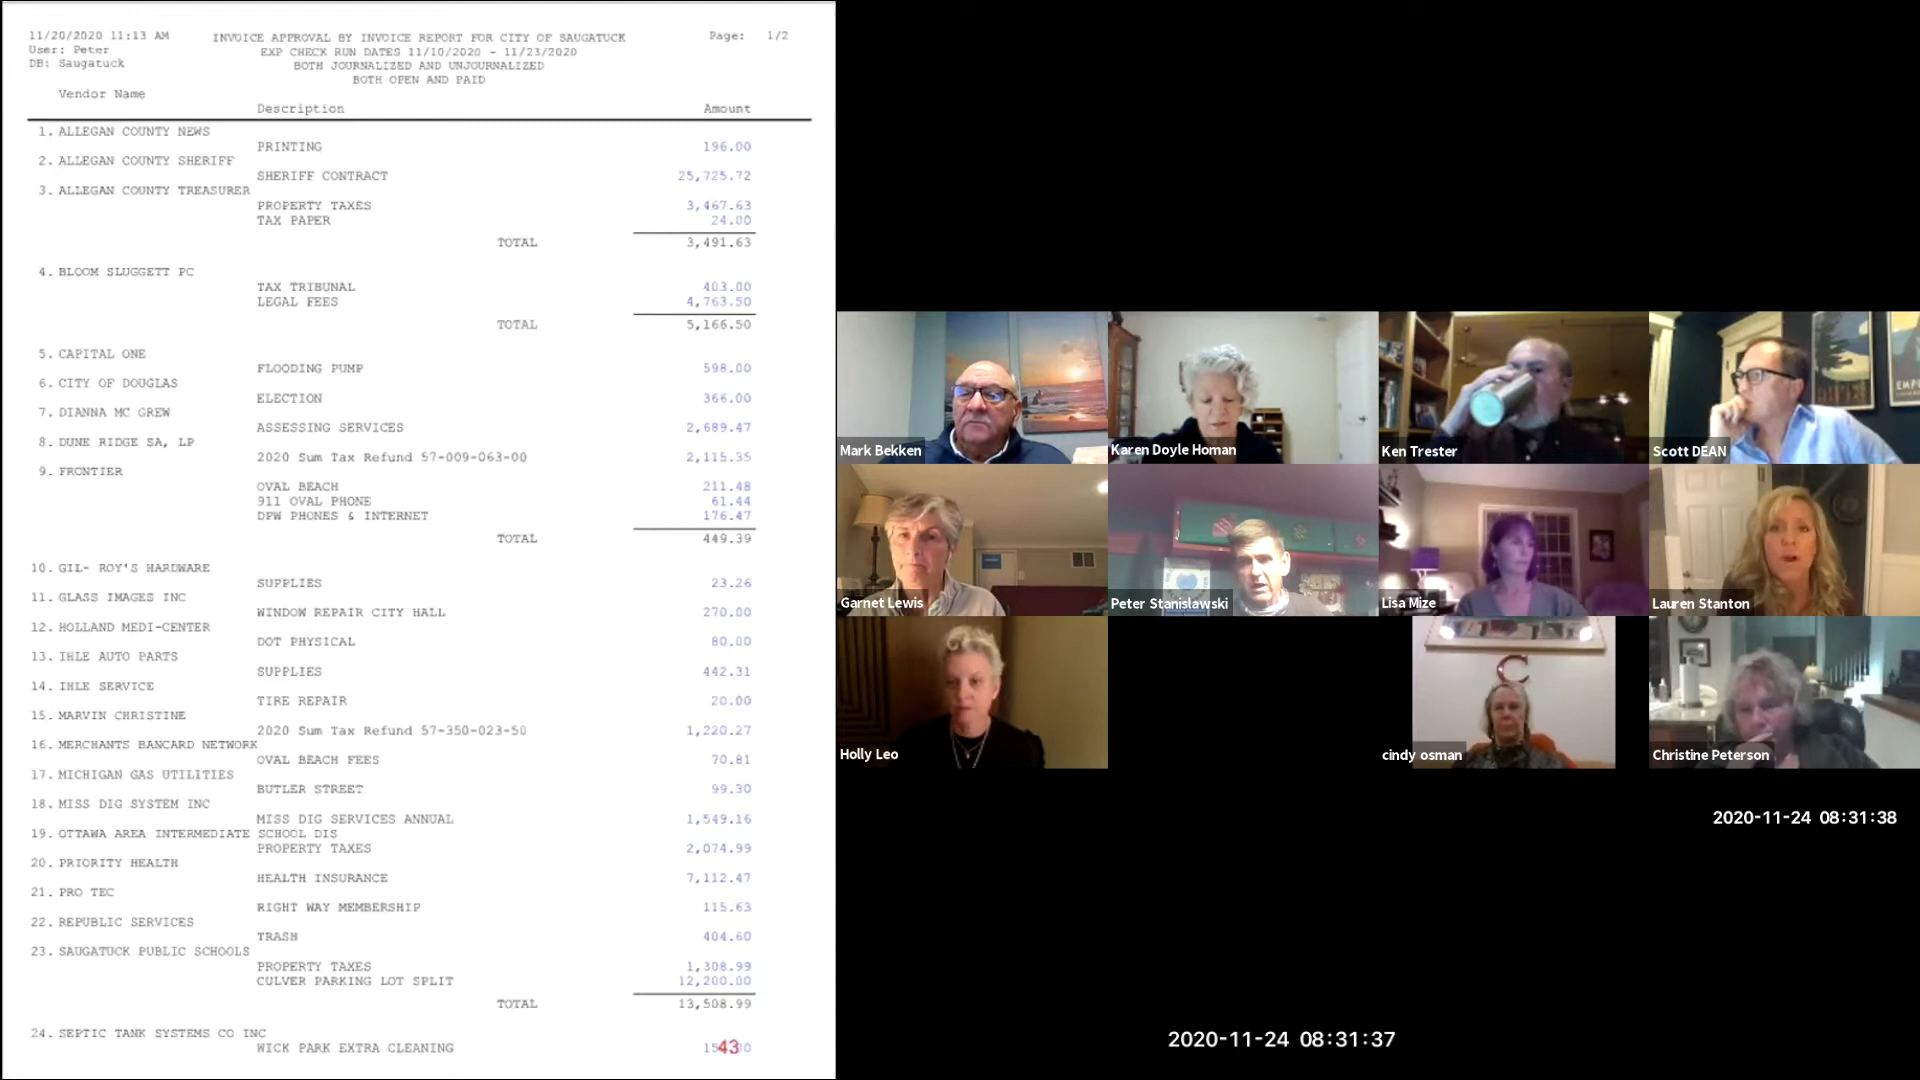 11/20/2020 11:13 AM INVOICE APPROVAL BY INVOICE REPORT FOR CITY OF SAUGATUCK Page: 1/2
User: Peter EXP CHECK RUN DATES 11/10/2020 - 11/23/2020
DB: Saugatuck BOTH JOURNALIZED AND UNJOURNALIZED
BOTH OPEN AND PAID
Vendor Name
Description Amount
1. ALLEGAN COUNTY NEWS
PRINTING 196.00
2. ALLEGAN COUNTY SHERIFF
SHERIFF CONTRACT 25,725.72
3. ALLEGAN COUNTY TREASURER
PROPERTY TAXES 3,467.63
TAX PAPER 24.00
TOTAL 3,491.63
4. BLOOM SLUGGETT PC
TAX TRIBUNAL 403.00
LEGAL FEES 4,763.50
TOTAL 5,166.50
5. CAPITAL ONE
FLOODING PUMP 598.00
6. CITY OF DOUGLAS
ELECTION 366.00
7. DIANNA MC GREW
ASSESSING SERVICES 2,689.47
8. DUNE RIDGE SA, LP
2020 Sum Tax Refund 57-009-063-00 2,115.35
9. FRONTIER
OVAL BEACH 211.48
911 OVAL PHONE 61.44
DPW PHONES & INTERNET 176.47
TOTAL 449.39
10. GIL- ROY'S HARDWARE
SUPPLIES 23.26
11. GLASS IMAGES INC
WINDOW REPAIR CITY HALL 270.00
12. HOLLAND MEDI-CENTER
DOT PHYSICAL 80.00
13. IHLE AUTO PARTS
SUPPLIES 442.31
14. IHLE SERVICE
TIRE REPAIR 20.00
15. MARVIN CHRISTINE
2020 Sum Tax Refund 57-350-023-50 1,220.27
16. MERCHANTS BANCARD NETWORK
OVAL BEACH FEES 70.81
17. MICHIGAN GAS UTILITIES
BUTLER STREET 99.30
18. MISS DIG SYSTEM INC
MISS DIG SERVICES ANNUAL 1,549.16
19. OTTAWA AREA INTERMEDIATE SCHOOL DIS
PROPERTY TAXES 2,074.99
20. PRIORITY HEALTH
HEALTH INSURANCE 7,112.47
21. PRO TEC
RIGHT WAY MEMBERSHIP 115.63
22. REPUBLIC SERVICES
TRASH 404.60
23. SAUGATUCK PUBLIC SCHOOLS
PROPERTY TAXES 1,308.99
CULVER PARKING LOT SPLIT 12,200.00
TOTAL 13,508.99
24. SEPTIC TANK SYSTEMS CO INC
WICK PARK EXTRA CLEANING
43
Mark Bekken
Karen Doyle Homan
Ken Trester
Scott DEAN
Garnet Lewis
Peter Stanislawski
Lisa Mize
Lauren Stanton
Holly Leo
cindy osman
Christine Peterson
2020-11-24 08:31:38
2020-11-24 08:31:37